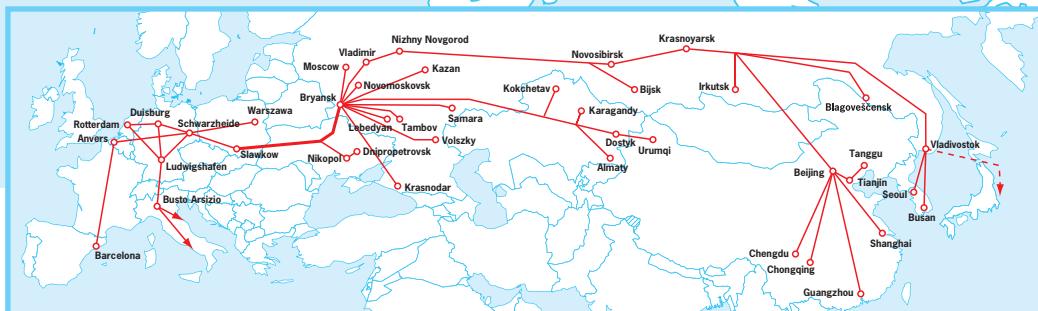 Nizhny Novgorod
Krasnoyarsk
Vladimir
Novosibirsk
Moscow
Kazan
Novomoskovsk
Kokchetav
Bijsk
Irkutsk
Bryansk
Karagandy
Blagoveščensk
Duisburg
Warszawa
Samara
Rotterdam
Schwarzheide
Lebedyan
Tambov
Anvers
Volszky
Dostyk
Urumqi
Vladivostok
Slawkow
Dnipropetrovsk
Tanggu
Ludwigshafen
Nikopol
Almaty
Beijing
Tianjin
Krasnodar
Seoul
Busto Arsizio
Busan
Shanghai
Barcelona
Chengdu
Chongqing
Guangzhou